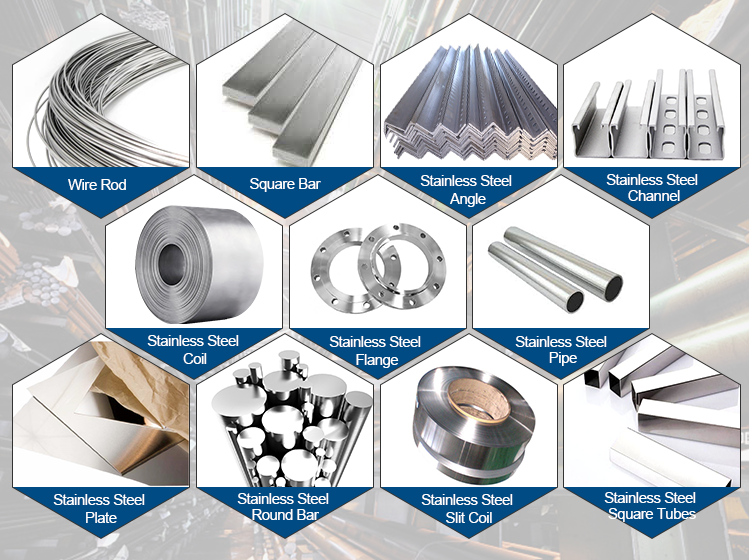 Wire Rod
Square Bar
Stainless Steel
Angle
Stainless Steel
Channel
Stainless Steel
Coil
Stainless Steel
Flange
Stainless Steel
Pipe
Stainless Steel
Plate
Stainless Steel
Round Bar
Stainless Steel
Slit Coil
Stainless Steel
Square Tubes